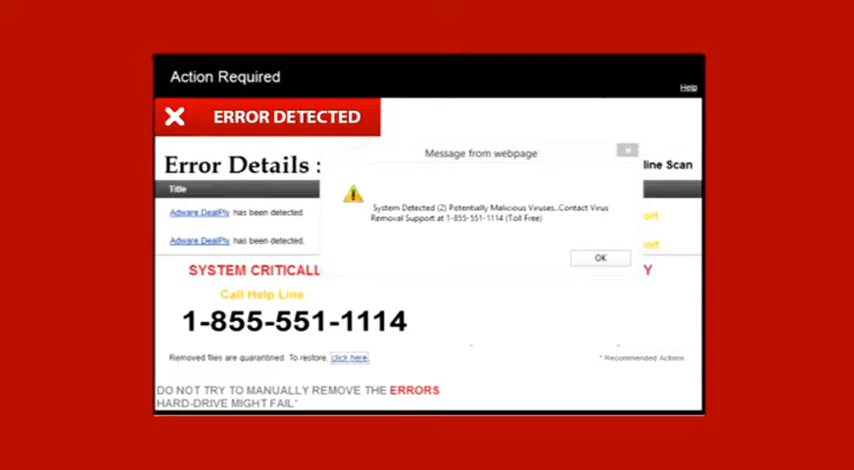 Action Required
Help
ERROR DETECTED
Message from webpage
Error Details :
line Scan
Title
System Detected (2) Potentially Malicious Viruses..Contact Virus
Removal Support at 1-855-551-1114 (Toll Free)
Adware DealPly has been detected.
ort
Adware DealPly has been detected.
ort
OK
SYSTEM CRITICALL
Y
Call Help Line
1-855-551-1114
Removed files are quarantined. To restore, click here.
* Recommended Actions
DO NOT TRY TO MANUALLY REMOVE THE ERRORS
HARD-DRIVE MIGHT FAIL"